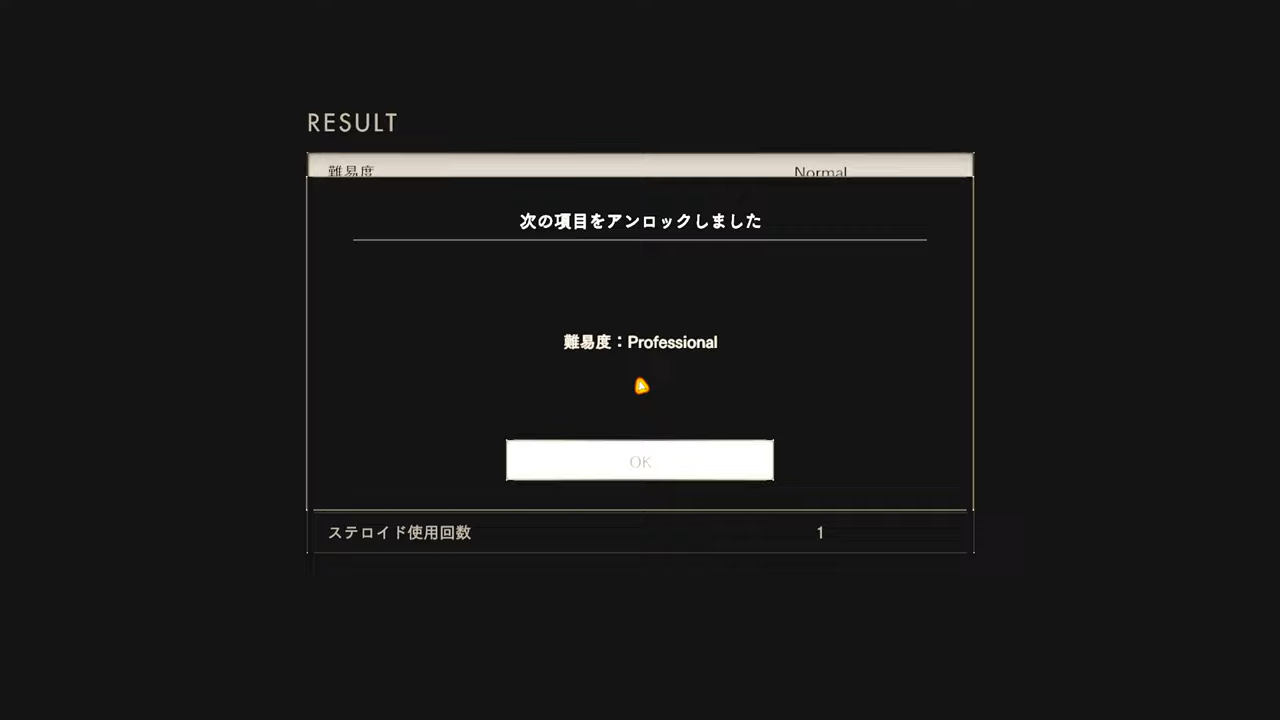 RESULT
難易度 Normal
次の項目をアンロックしました
難易度：Professional
OK
ステロイド使用回数 1